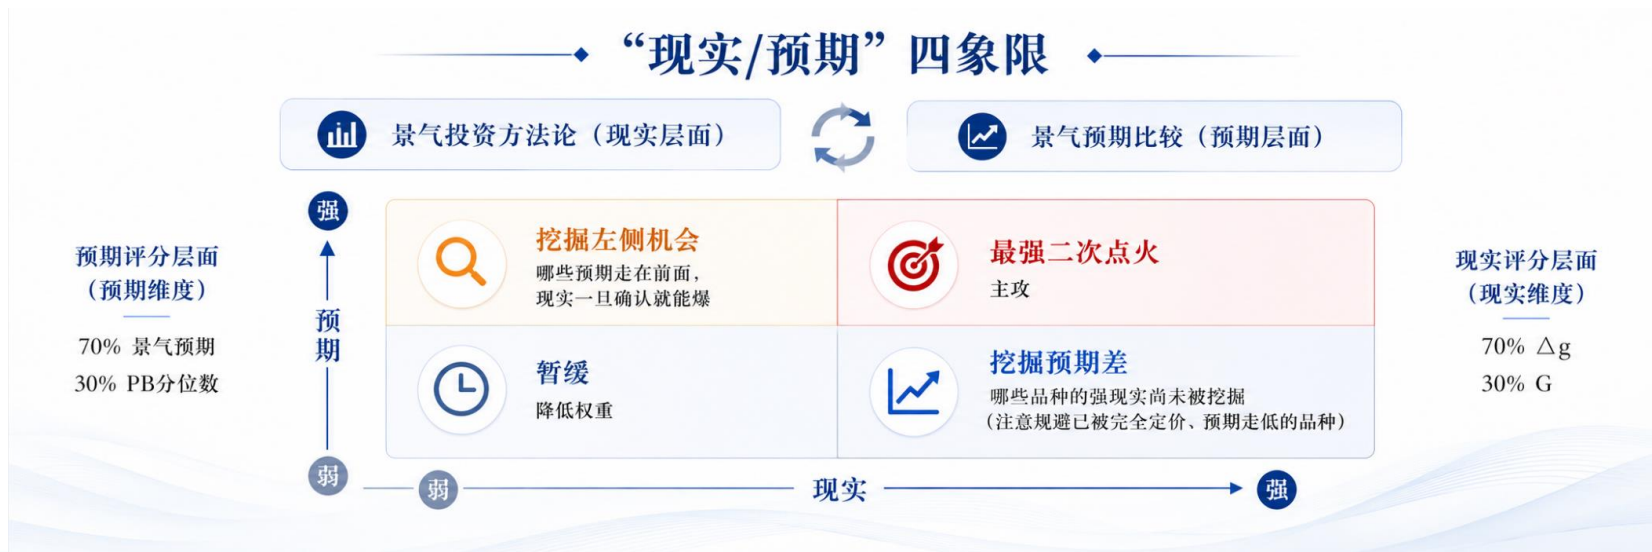 “现实/预期”四象限
景气投资方法论（现实层面）
景气预期比较（预期层面）
预期评分层面
（预期维度）
70% 景气预期
30% PB分位数
强
预期
弱
挖掘左侧机会
哪些预期走在前面，
现实一旦确认就能爆
最强二次点火
主攻
暂缓
降低权重
挖掘预期差
哪些品种的强现实尚未被挖掘
（注意规避已被完全定价、预期走低的品种）
弱
现实
强
现实评分层面
（现实维度）
70% △g
30% G